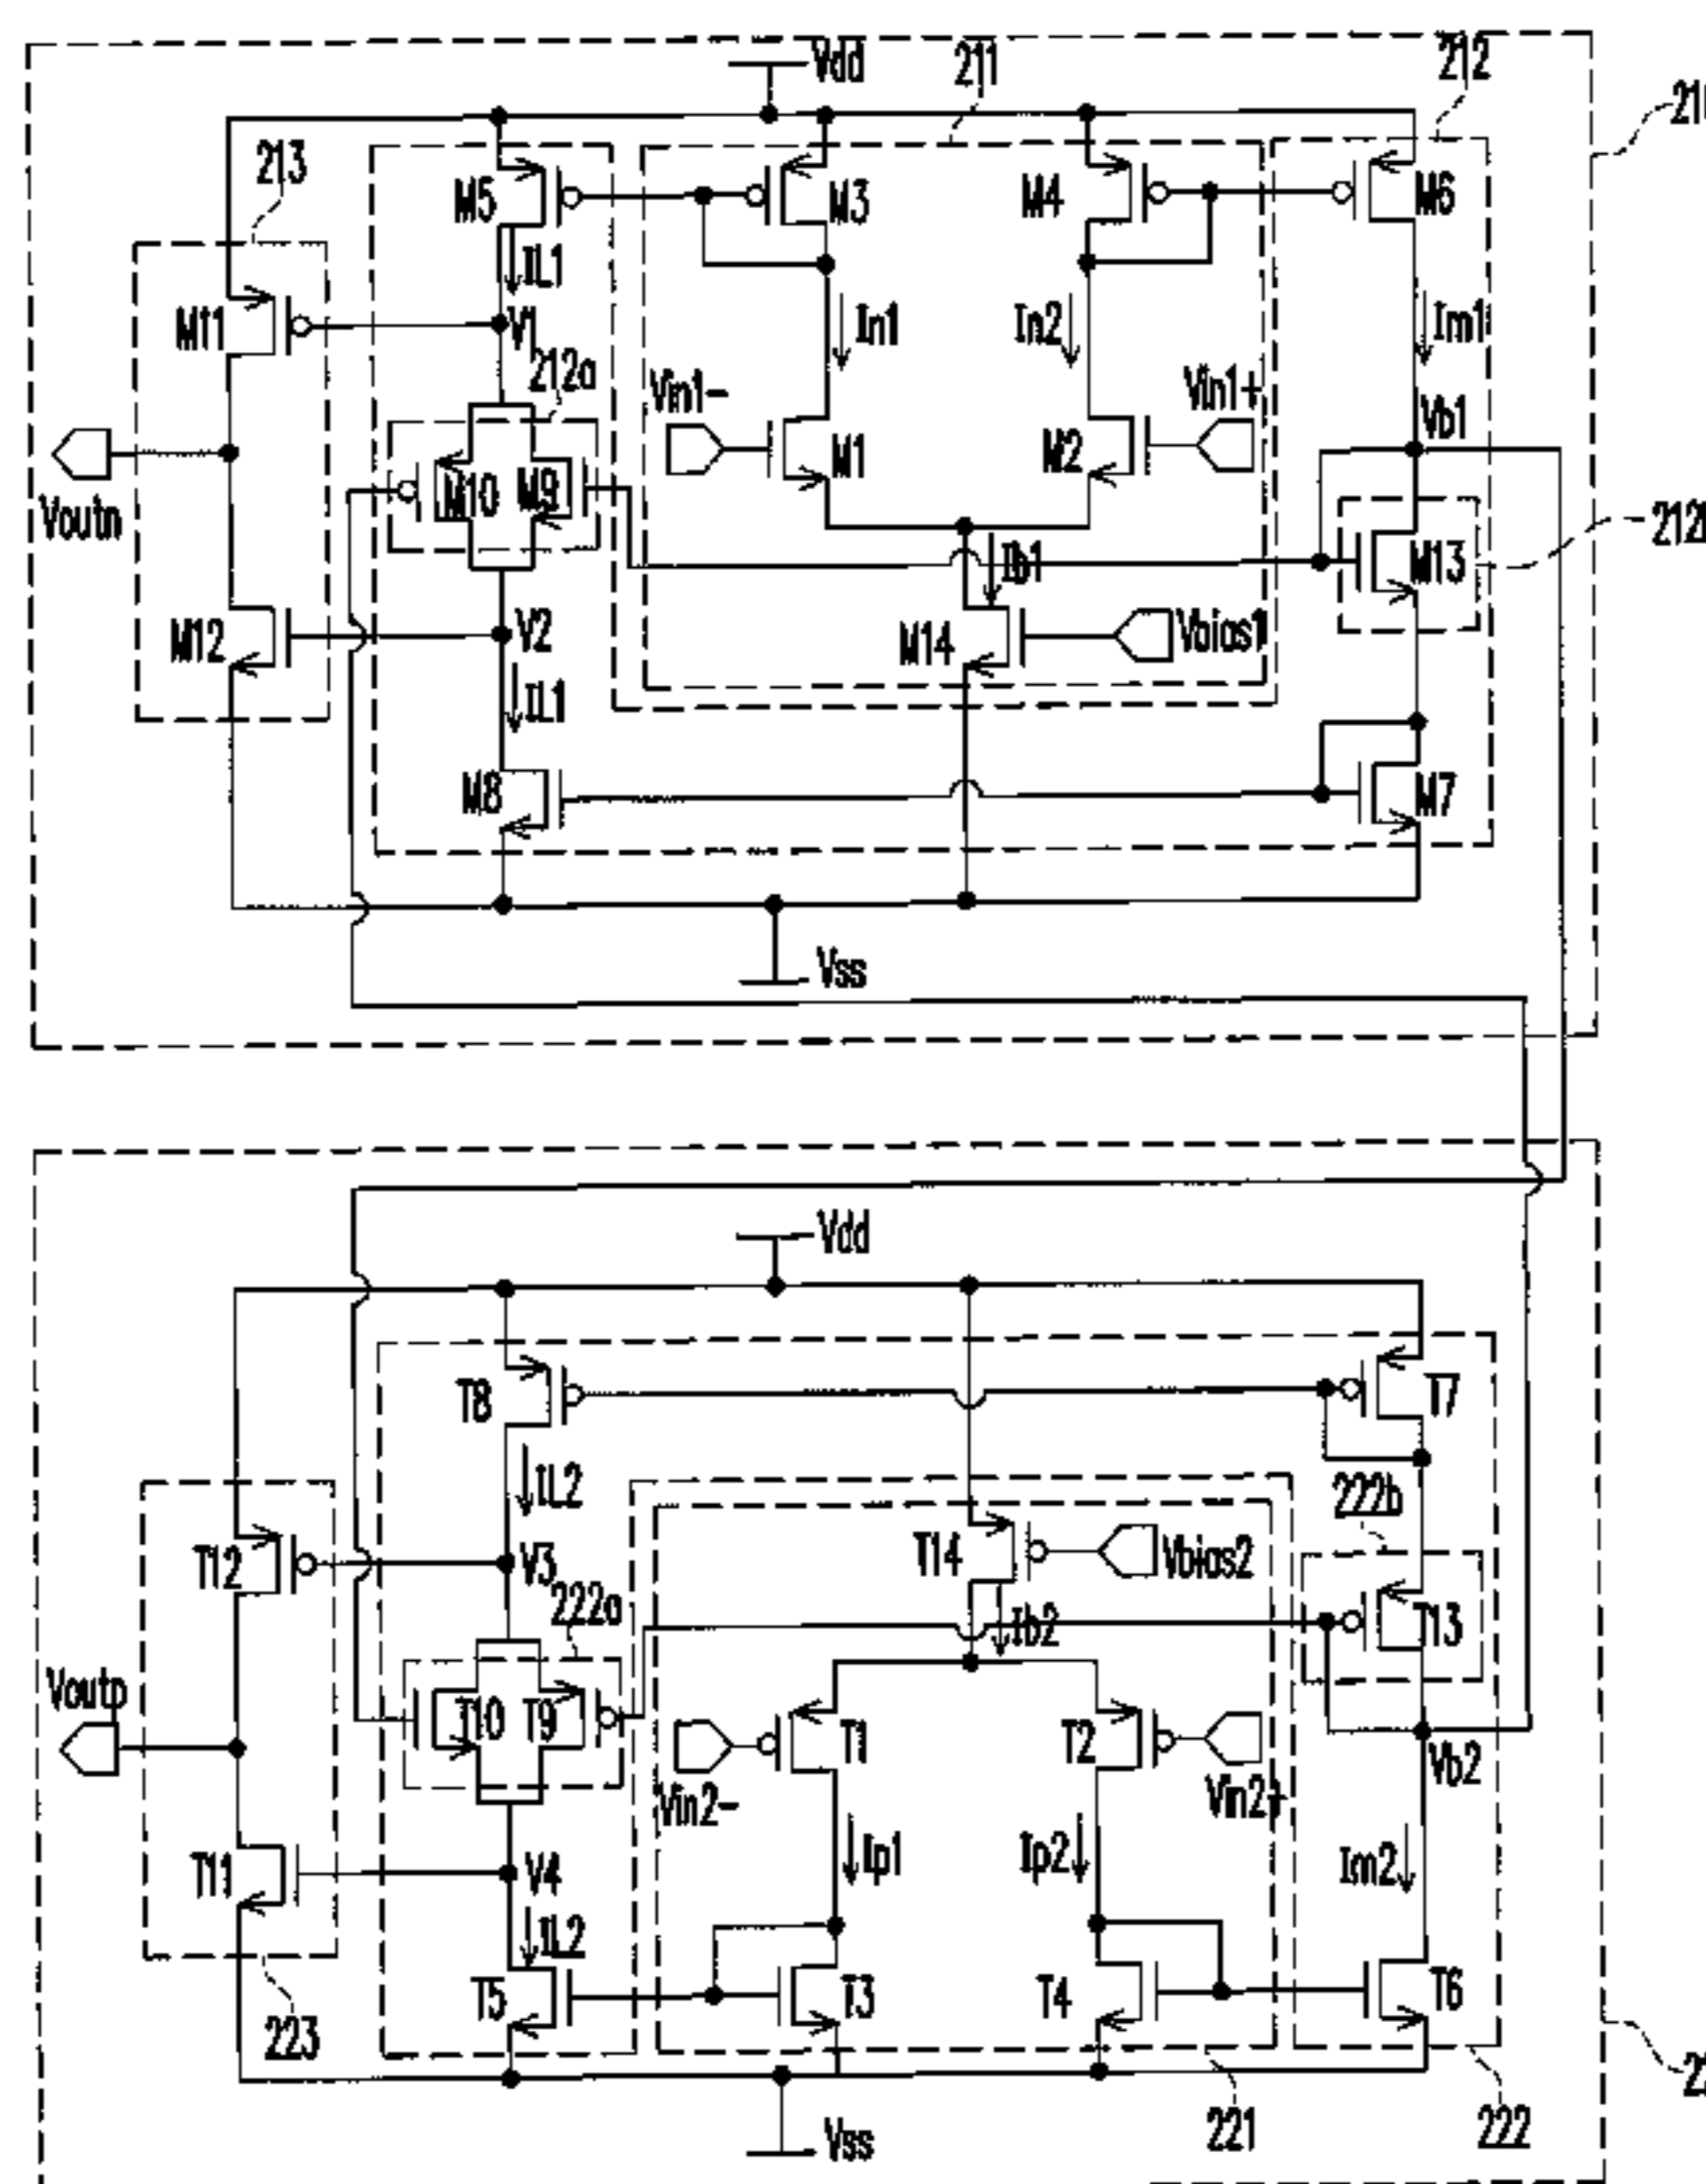 Vdd
211
212
213
M5
M3
M4
M6
IL1
M11
V1
In1
In2
Im1
212a
Vin1-
Vin1+
Vb1
M1
M2
M10
M9
Voutn
M13
Ib1
M12
V2
M14
Vbias1
IL1
M8
M7
Vss
Vdd
T8
T7
IL2
222b
T12
V3
T14
Vbias2
222a
Ib2
T13
Voutp
T10
T9
T1
T2
Vb2
Vin2-
Vin2+
T11
V4
Ip1
Ip2
Im2
IL2
T5
T3
T4
T6
223
221
222
Vss